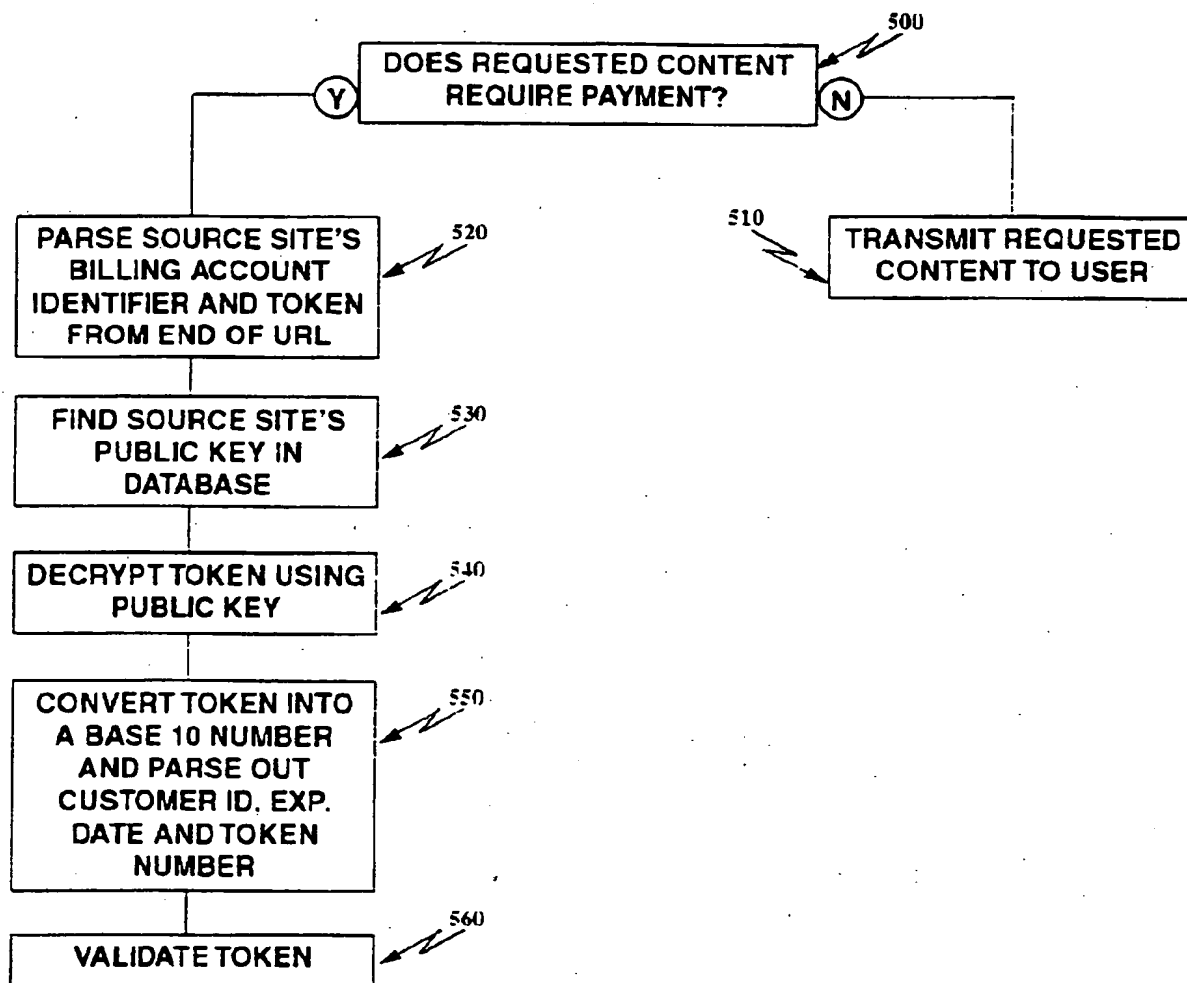 500
DOES REQUESTED CONTENT
REQUIRE PAYMENT?
Y
N
PARSE SOURCE SITE'S
BILLING ACCOUNT
IDENTIFIER AND TOKEN
FROM END OF URL
520
510
TRANSMIT REQUESTED
CONTENT TO USER
FIND SOURCE SITE'S
PUBLIC KEY IN
DATABASE
530
DECRYPT TOKEN USING
PUBLIC KEY
540
CONVERT TOKEN INTO
A BASE 10 NUMBER
AND PARSE OUT
CUSTOMER ID, EXP.
DATE AND TOKEN
NUMBER
550
VALIDATE TOKEN
560